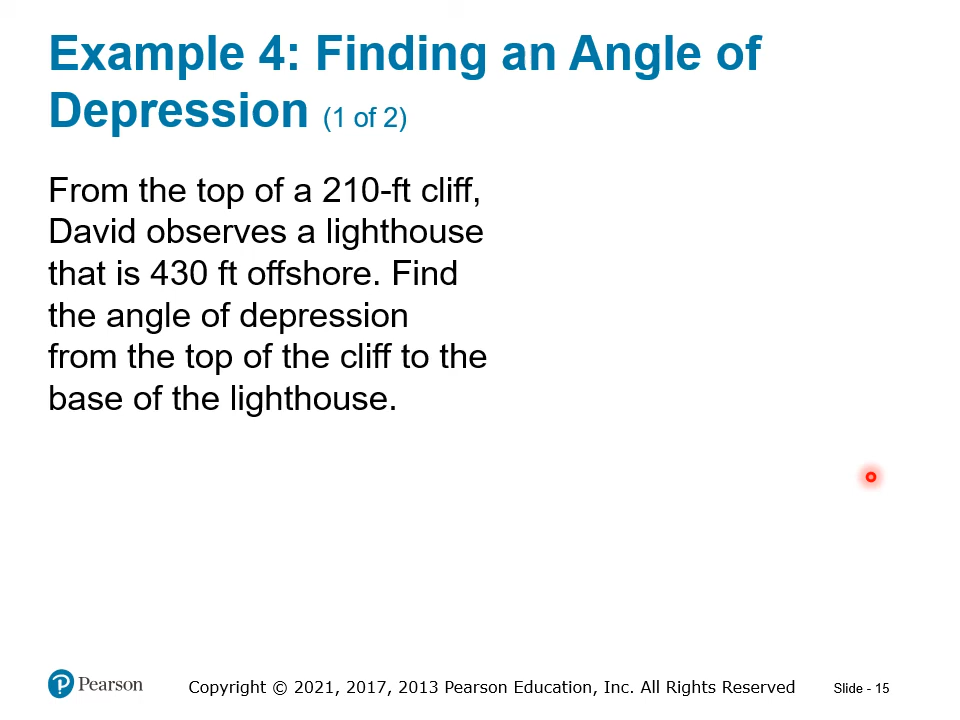 Example 4: Finding an Angle of
Depression (1 of 2)
From the top of a 210-ft cliff,
David observes a lighthouse
that is 430 ft offshore. Find
the angle of depression
from the top of the cliff to the
base of the lighthouse.
Pearson
Copyright © 2021, 2017, 2013 Pearson Education, Inc. All Rights Reserved
Slide - 15